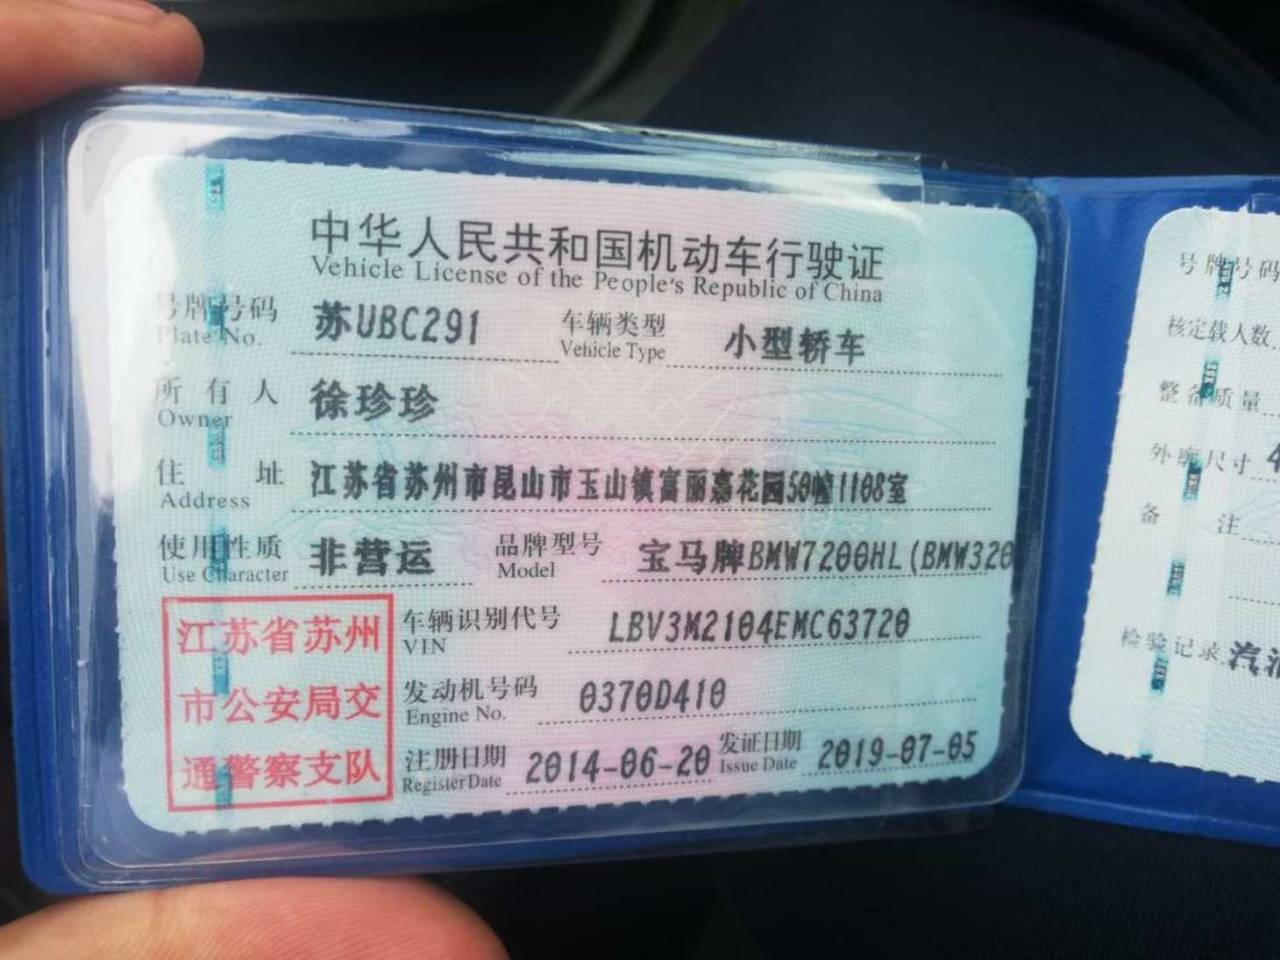 中华人民共和国机动车行驶证
Vehicle License of the People's Republic of China
号牌号码 苏UBC291 车辆类型 小型轿车
Plate No. Vehicle Type
所有人 徐珍珍
Owner
住址 江苏省苏州市昆山市玉山镇富丽嘉花园50幢1108室
Address
使用性质 非营运 品牌型号 宝马牌BMW7200HL(BMW320
Use Character Model
江苏省苏州
市公安局交
通警察支队
车辆识别代号 LBV3M2104EMC63720
VIN
发动机号码 0370D410
Engine No.
注册日期 2014-06-20 发证日期 2019-07-05
Register Date Issue Date
号牌号码
核定载人数
整备质量
外廓尺寸 4
备注
检验记录 汽油